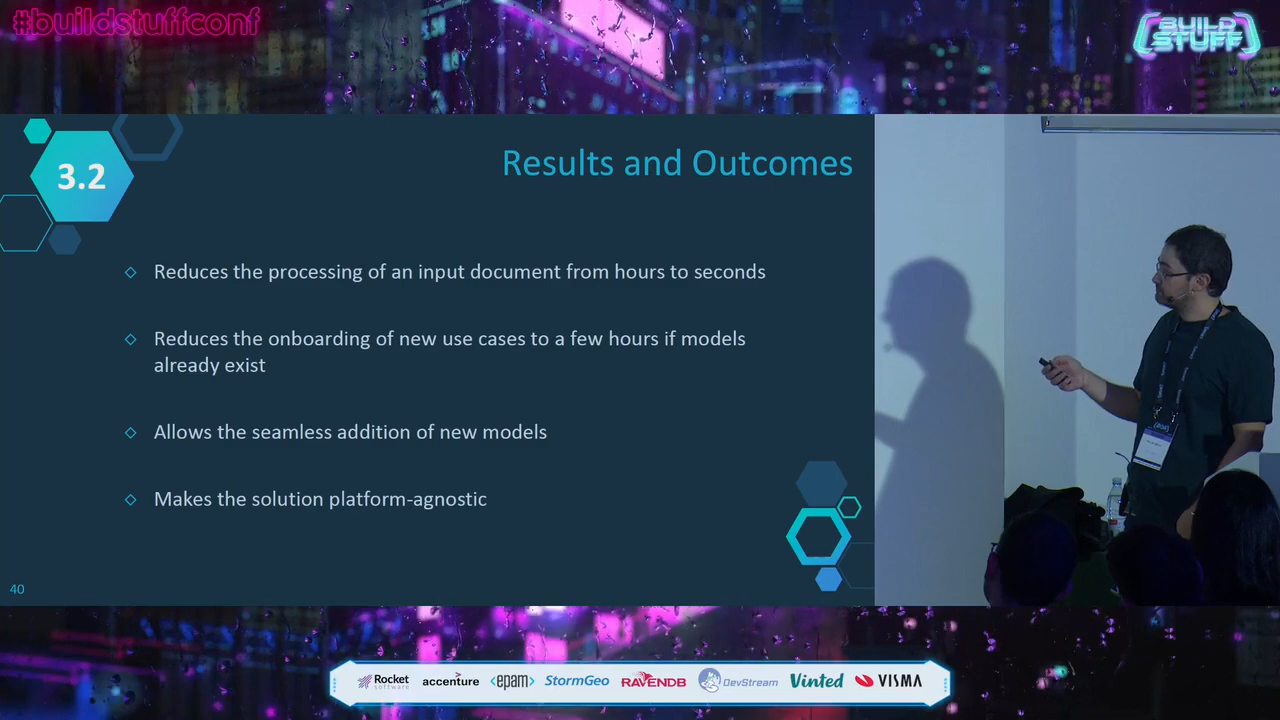 #buildstuffconf
BUILD
STUFF
3.2
Results and Outcomes
Reduces the processing of an input document from hours to seconds
Reduces the onboarding of new use cases to a few hours if models
already exist
Allows the seamless addition of new models
Makes the solution platform-agnostic
40
Rocket
software
accenture
<epam>
StormGeo
RAVENDB
DevStream
Vinted
VISMA